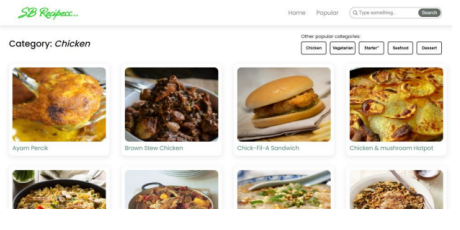 SB Recipess...
Home Popular Type something... Search
Category: Chicken
Other popular categories:
Chicken Vegetarian Starter" Seafood Dessert
Ayam Percik
Brown Stew Chicken
Chick-Fil-A Sandwich
Chicken & mushroom Hotpot